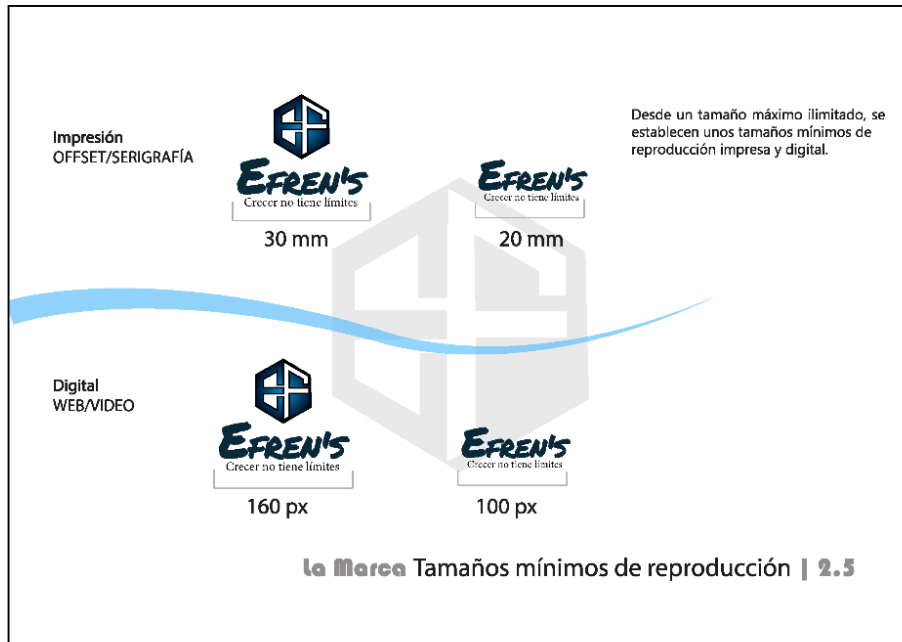 Impresión
OFFSET/SERIGRAFÍA
EFREN'S
Crecer no tiene límites
30 mm
EFREN'S
Crecer no tiene límites
20 mm
Desde un tamaño máximo ilimitado, se
establecen unos tamaños mínimos de
reproducción impresa y digital.
Digital
WEB/VIDEO
EFREN'S
Crecer no tiene límites
160 px
EFREN'S
Crecer no tiene límites
100 px
La Marca Tamaños mínimos de reproducción | 2.5